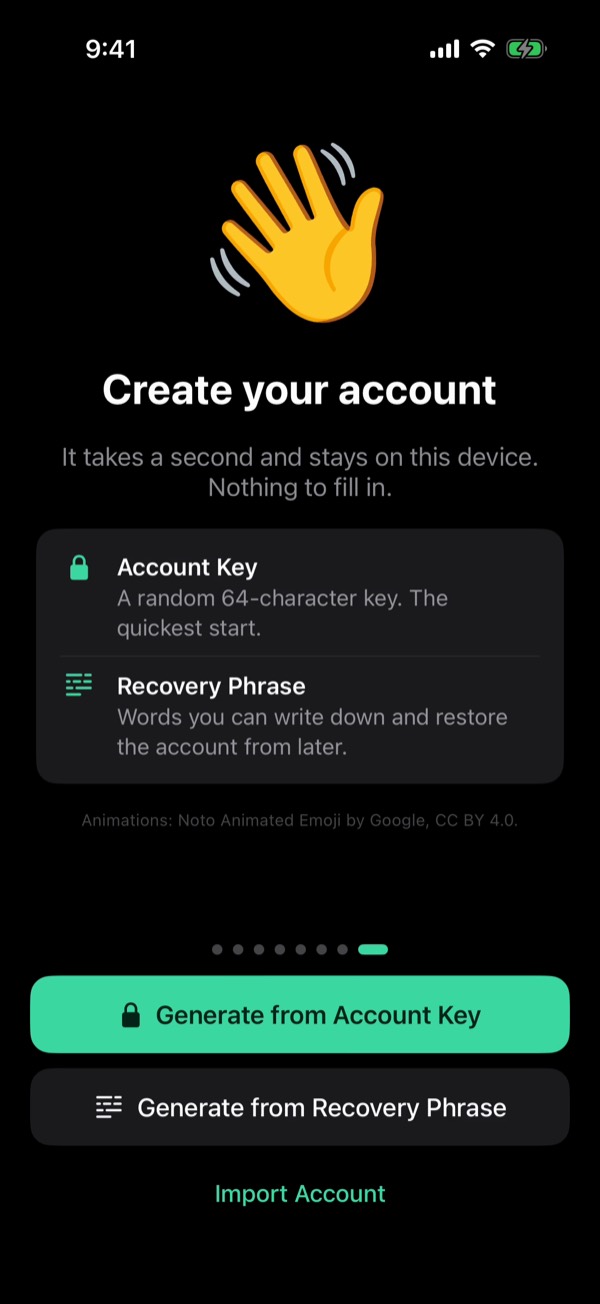 9:41
Create your account
It takes a second and stays on this device.
Nothing to fill in.
Account Key
A random 64-character key. The
quickest start.
Recovery Phrase
Words you can write down and restore
the account from later.
Animations: Noto Animated Emoji by Google, CC BY 4.0.
Generate from Account Key
Generate from Recovery Phrase
Import Account